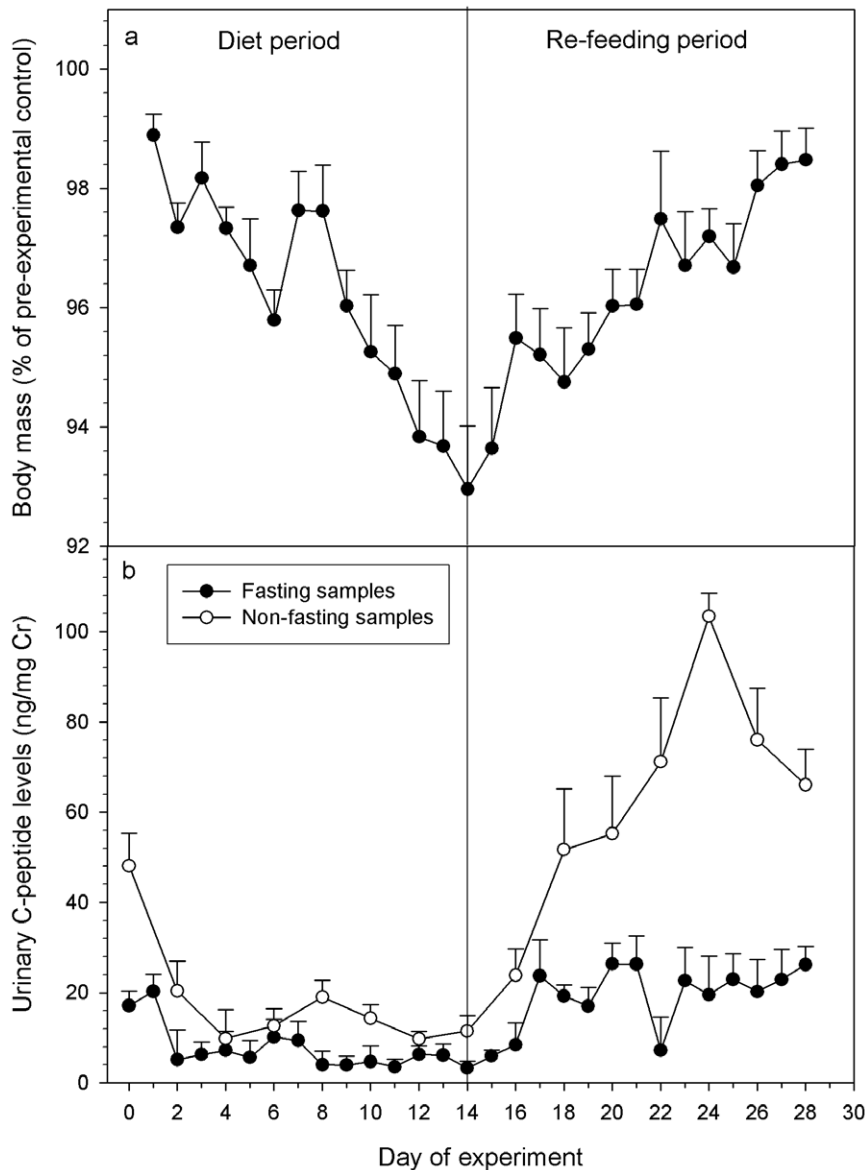 a
Diet period
Re-feeding period
Body mass (% of pre-experimental control)
100
98
96
94
92
b
Fasting samples
Non-fasting samples
Urinary C-peptide levels (ng/mg Cr)
100
80
60
40
20
0
0 2 4 6 8 10 12 14 16 18 20 22 24 26 28 30
Day of experiment